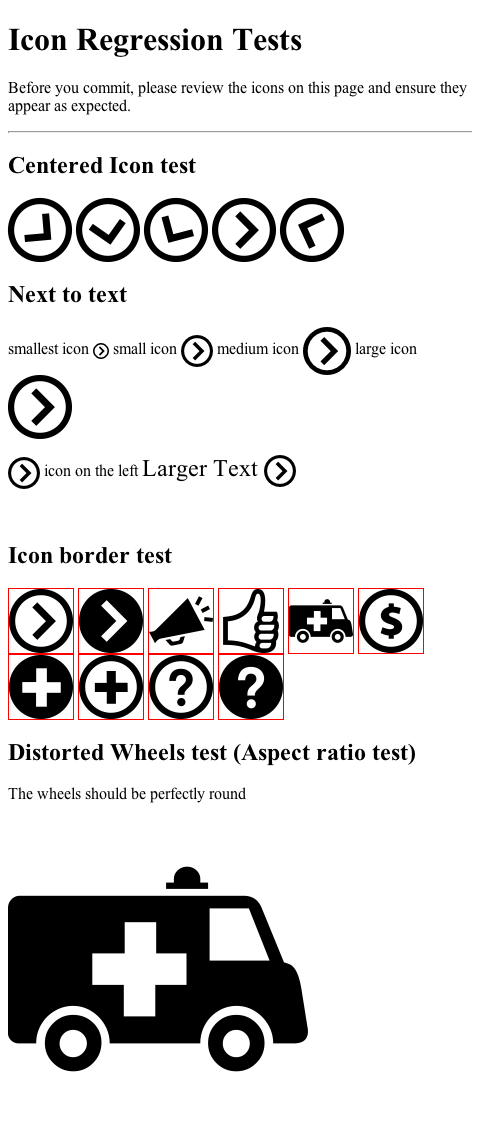 Icon Regression Tests
Before you commit, please review the icons on this page and ensure they
appear as expected.
Centered Icon test
Next to text
smallest icon small icon medium icon large icon
icon on the left Larger Text
Icon border test
$
? ?
Distorted Wheels test (Aspect ratio test)
The wheels should be perfectly round